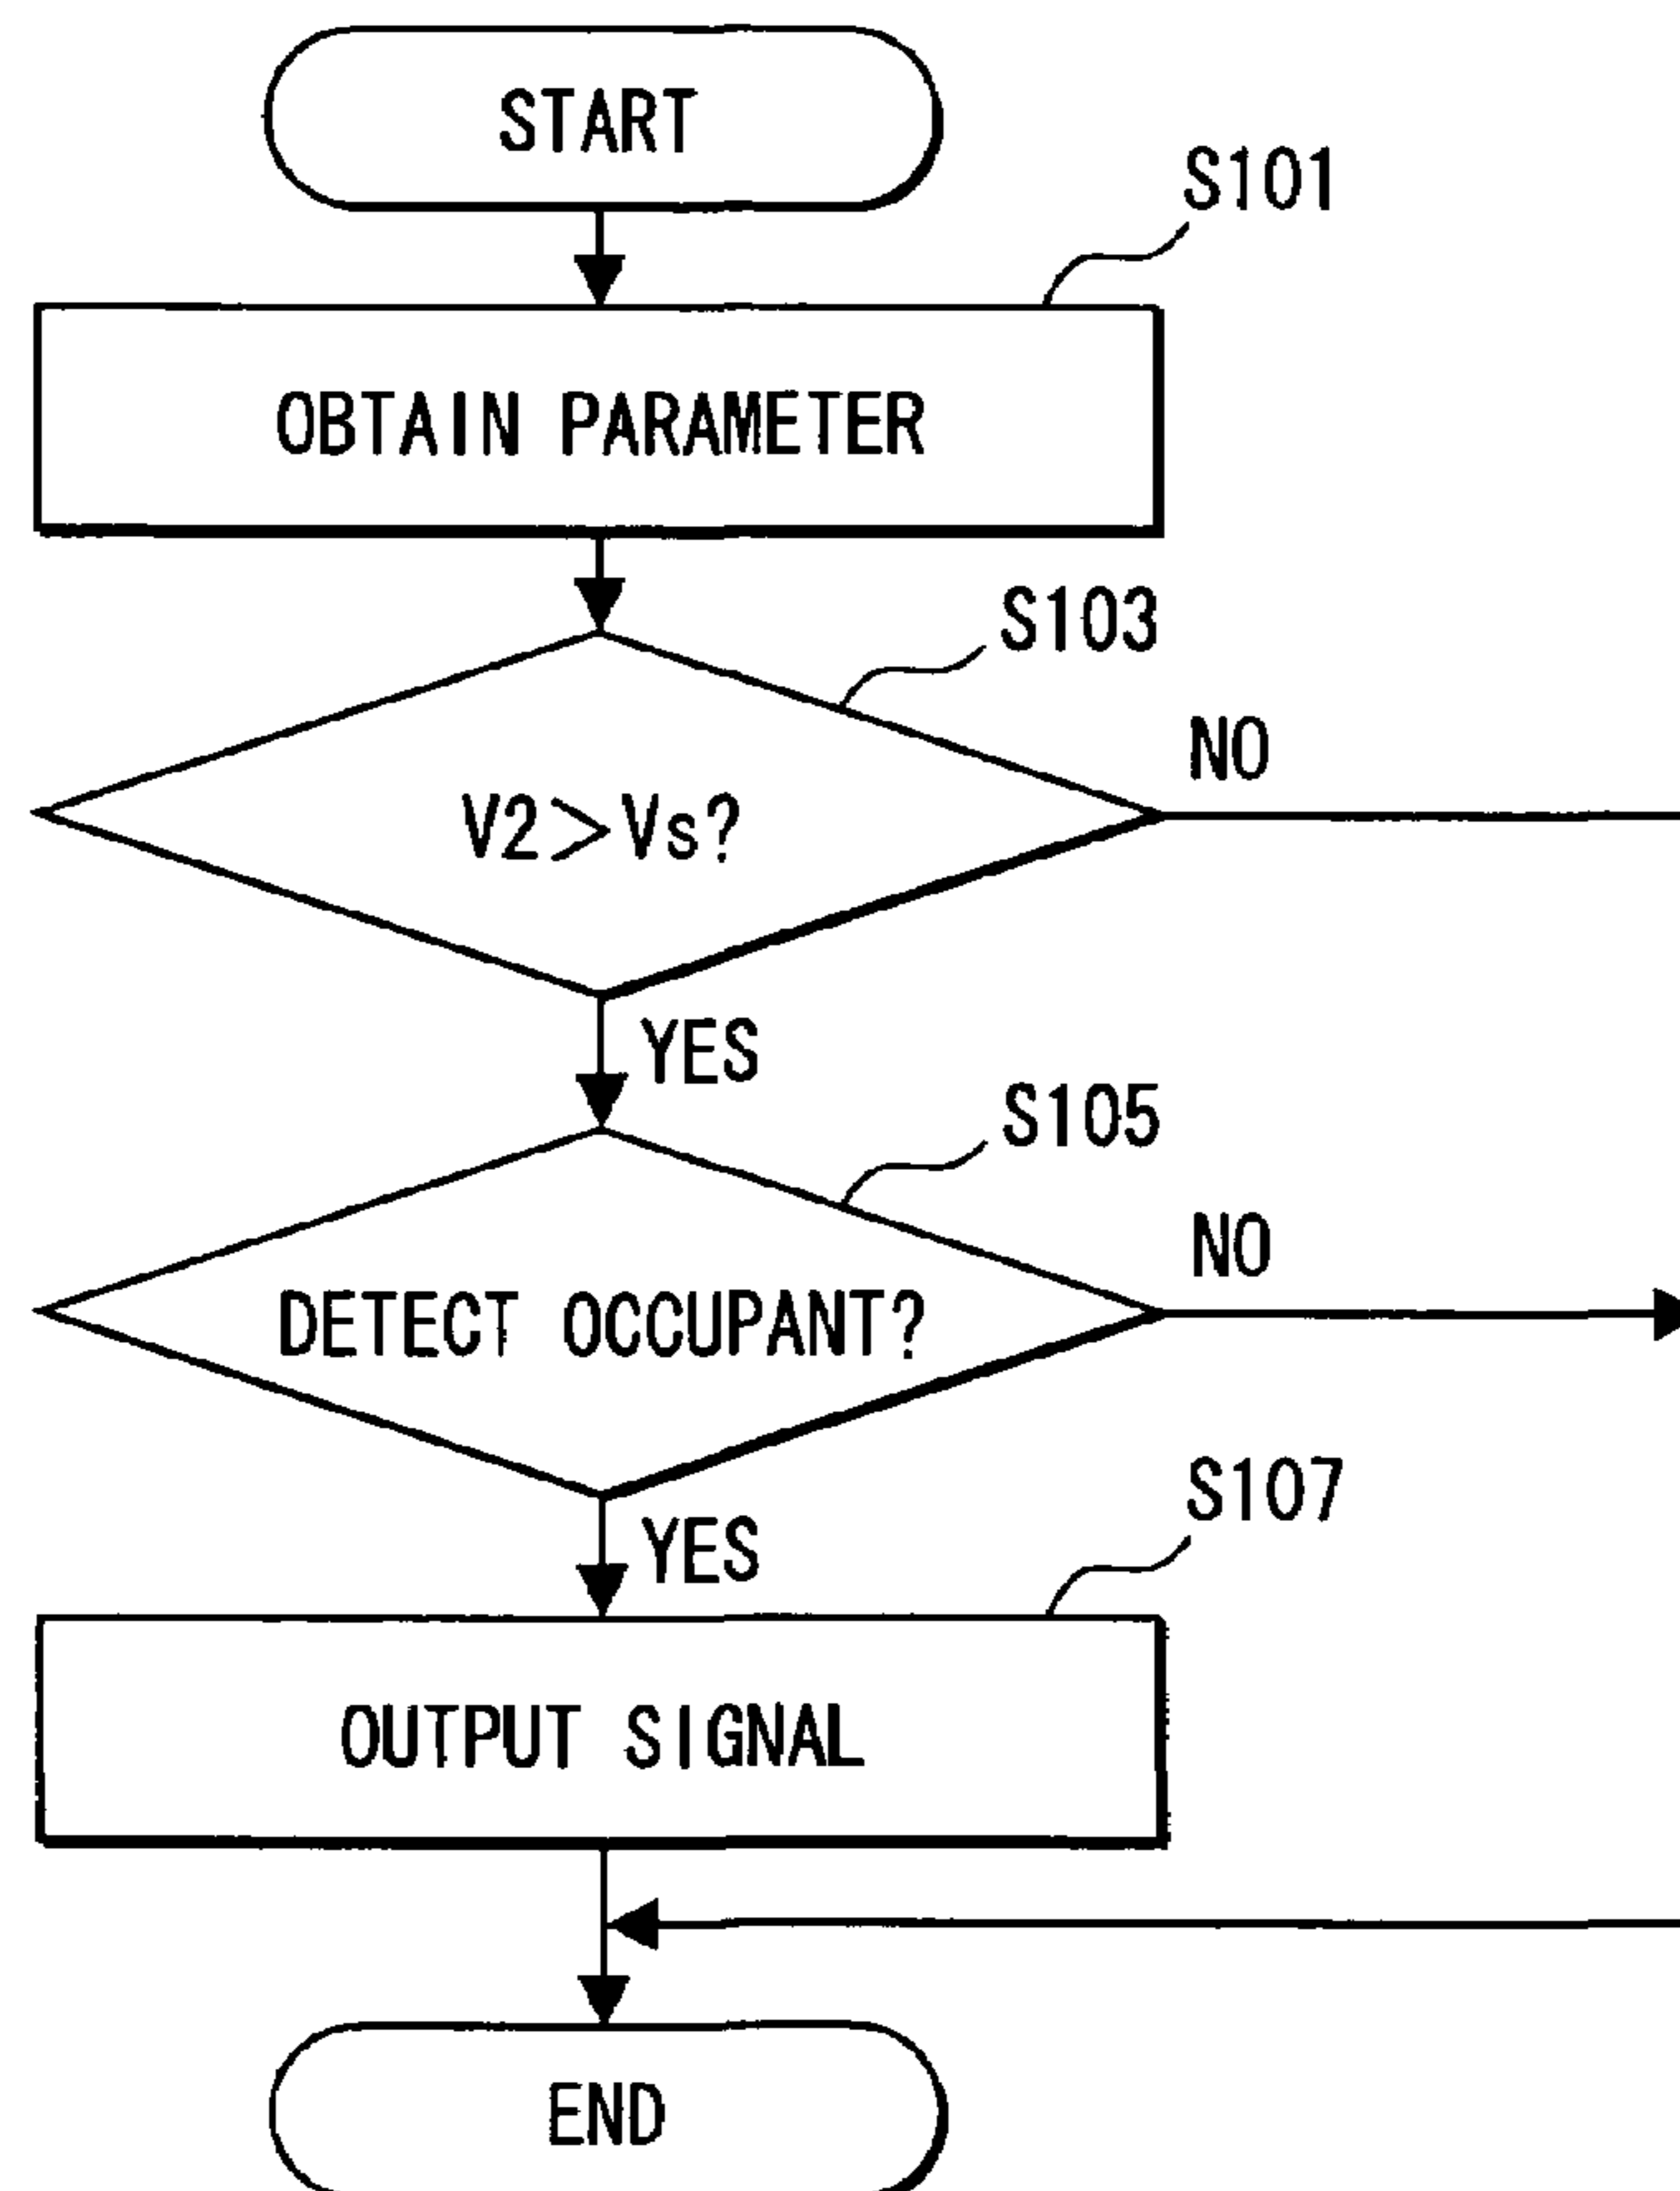 START
S101
OBTAIN PARAMETER
S103
NO
V2>Vs?
YES
S105
NO
DETECT OCCUPANT?
YES
S107
OUTPUT SIGNAL
END